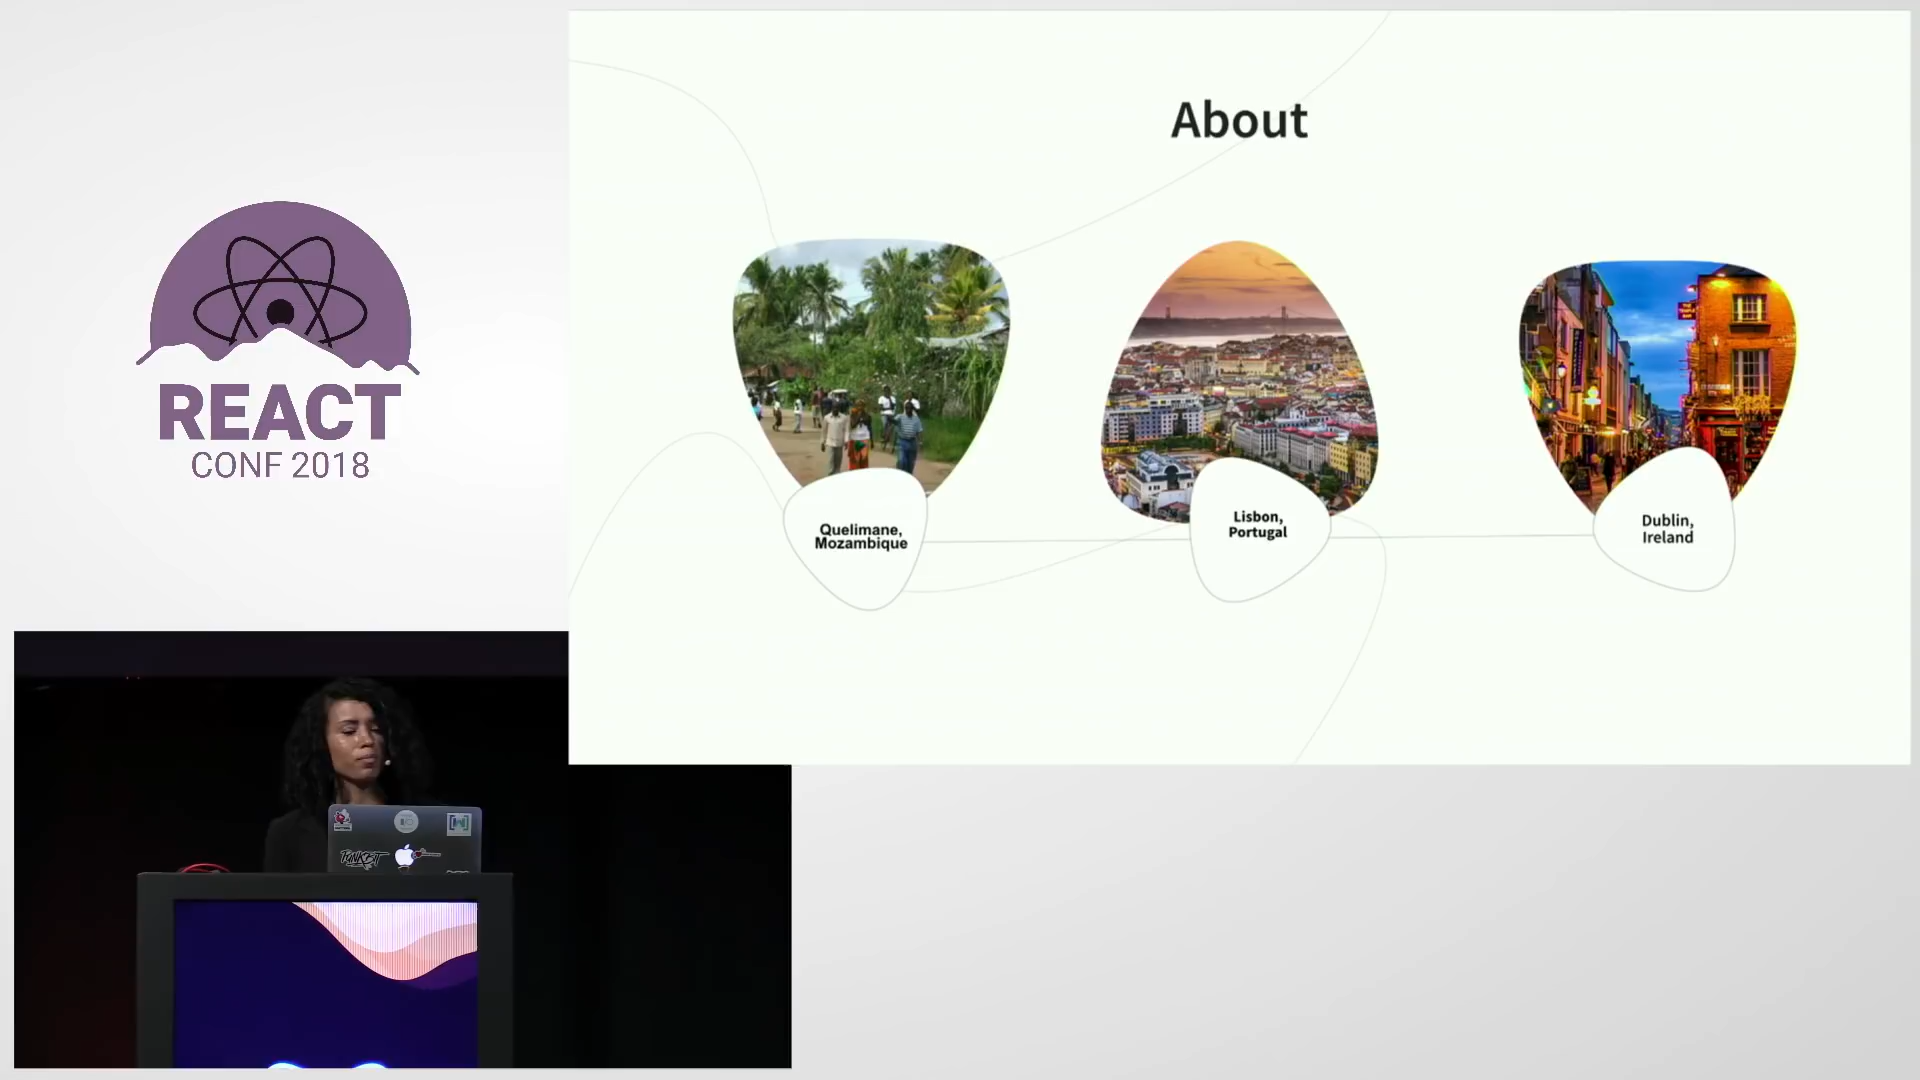 About
REACT
CONF 2018
Quelimane,
Mozambique
Lisbon,
Portugal
Dublin,
Ireland